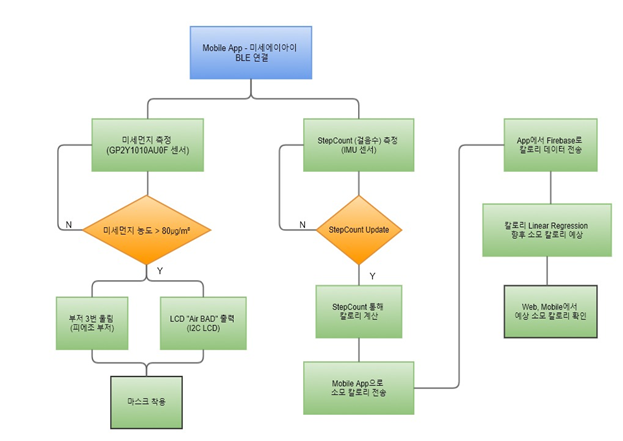 Mobile App - 미세에이아이
BLE 연결
미세먼지 측정
(GP2Y1010AU0F 센서)
N
미세먼지 농도 > 80㎍/m³
Y
부저 3번 울림
(피에조 부저)
LCD "Air BAD" 출력
(I2C LCD)
마스크 착용
StepCount (걸음수) 측정
(IMU 센서)
N
StepCount Update
Y
StepCount 통해
칼로리 계산
Mobile App으로
소모 칼로리 전송
App에서 Firebase로
칼로리 데이터 전송
칼로리 Linear Regression
향후 소모 칼로리 예상
Web, Mobile에서
예상 소모 칼로리 확인